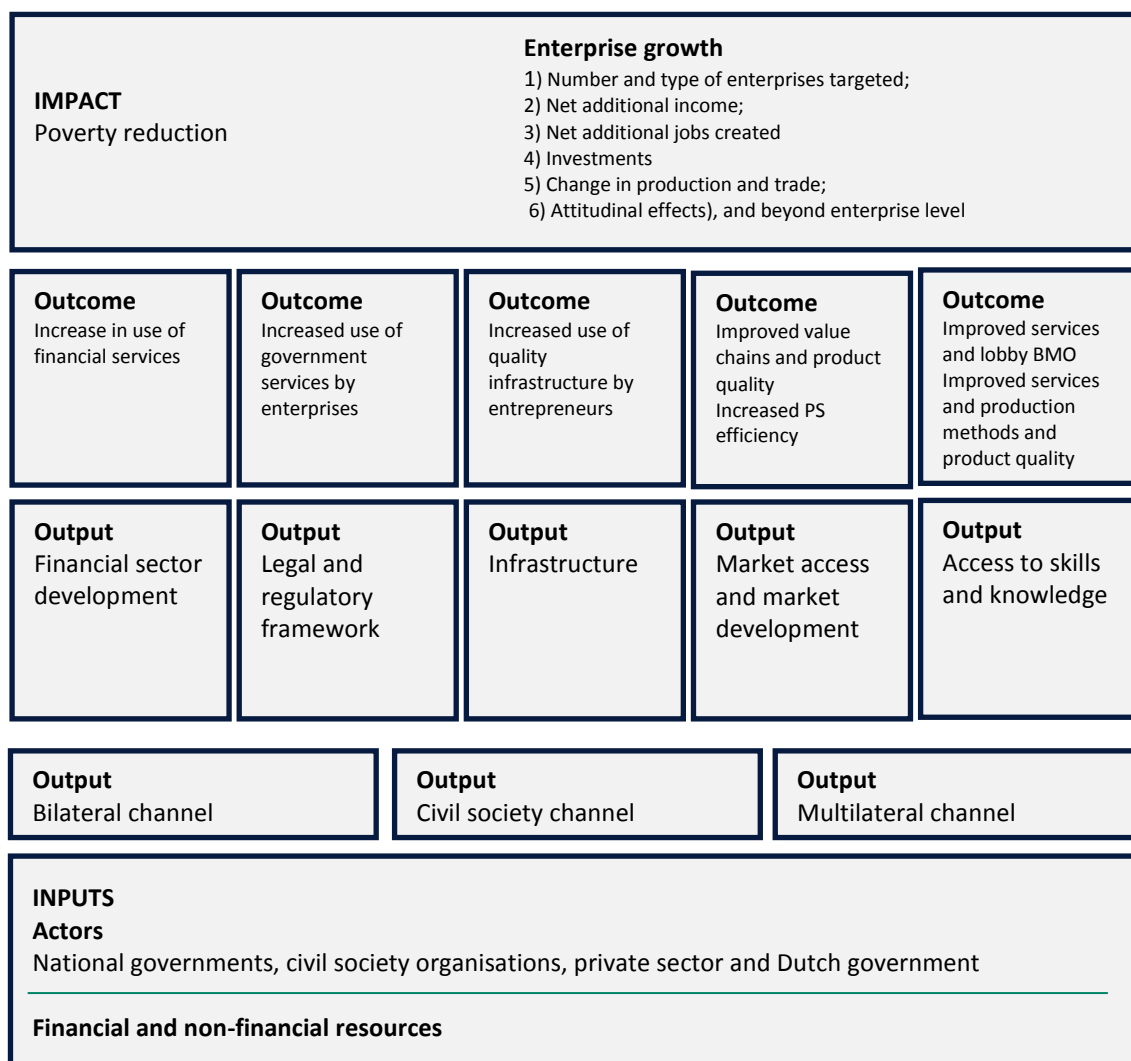 IMPACT
Poverty reduction
Enterprise growth
1) Number and type of enterprises targeted;
2) Net additional income;
3) Net additional jobs created
4) Investments
5) Change in production and trade;
6) Attitudinal effects), and beyond enterprise level
Outcome
Increase in use of
financial services
Outcome
Increased use of
government
services by
enterprises
Outcome
Increased use of
quality
infrastructure by
entrepreneurs
Outcome
Improved value
chains and product
quality
Increased PS
efficiency
Outcome
Improved services
and lobby BMO
Improved services
and production
methods and
product quality
Output
Financial sector
development
Output
Legal and
regulatory
framework
Output
Infrastructure
Output
Market access
and market
development
Output
Access to skills
and knowledge
Output
Bilateral channel
Output
Civil society channel
Output
Multilateral channel
INPUTS
Actors
National governments, civil society organisations, private sector and Dutch government
Financial and non-financial resources